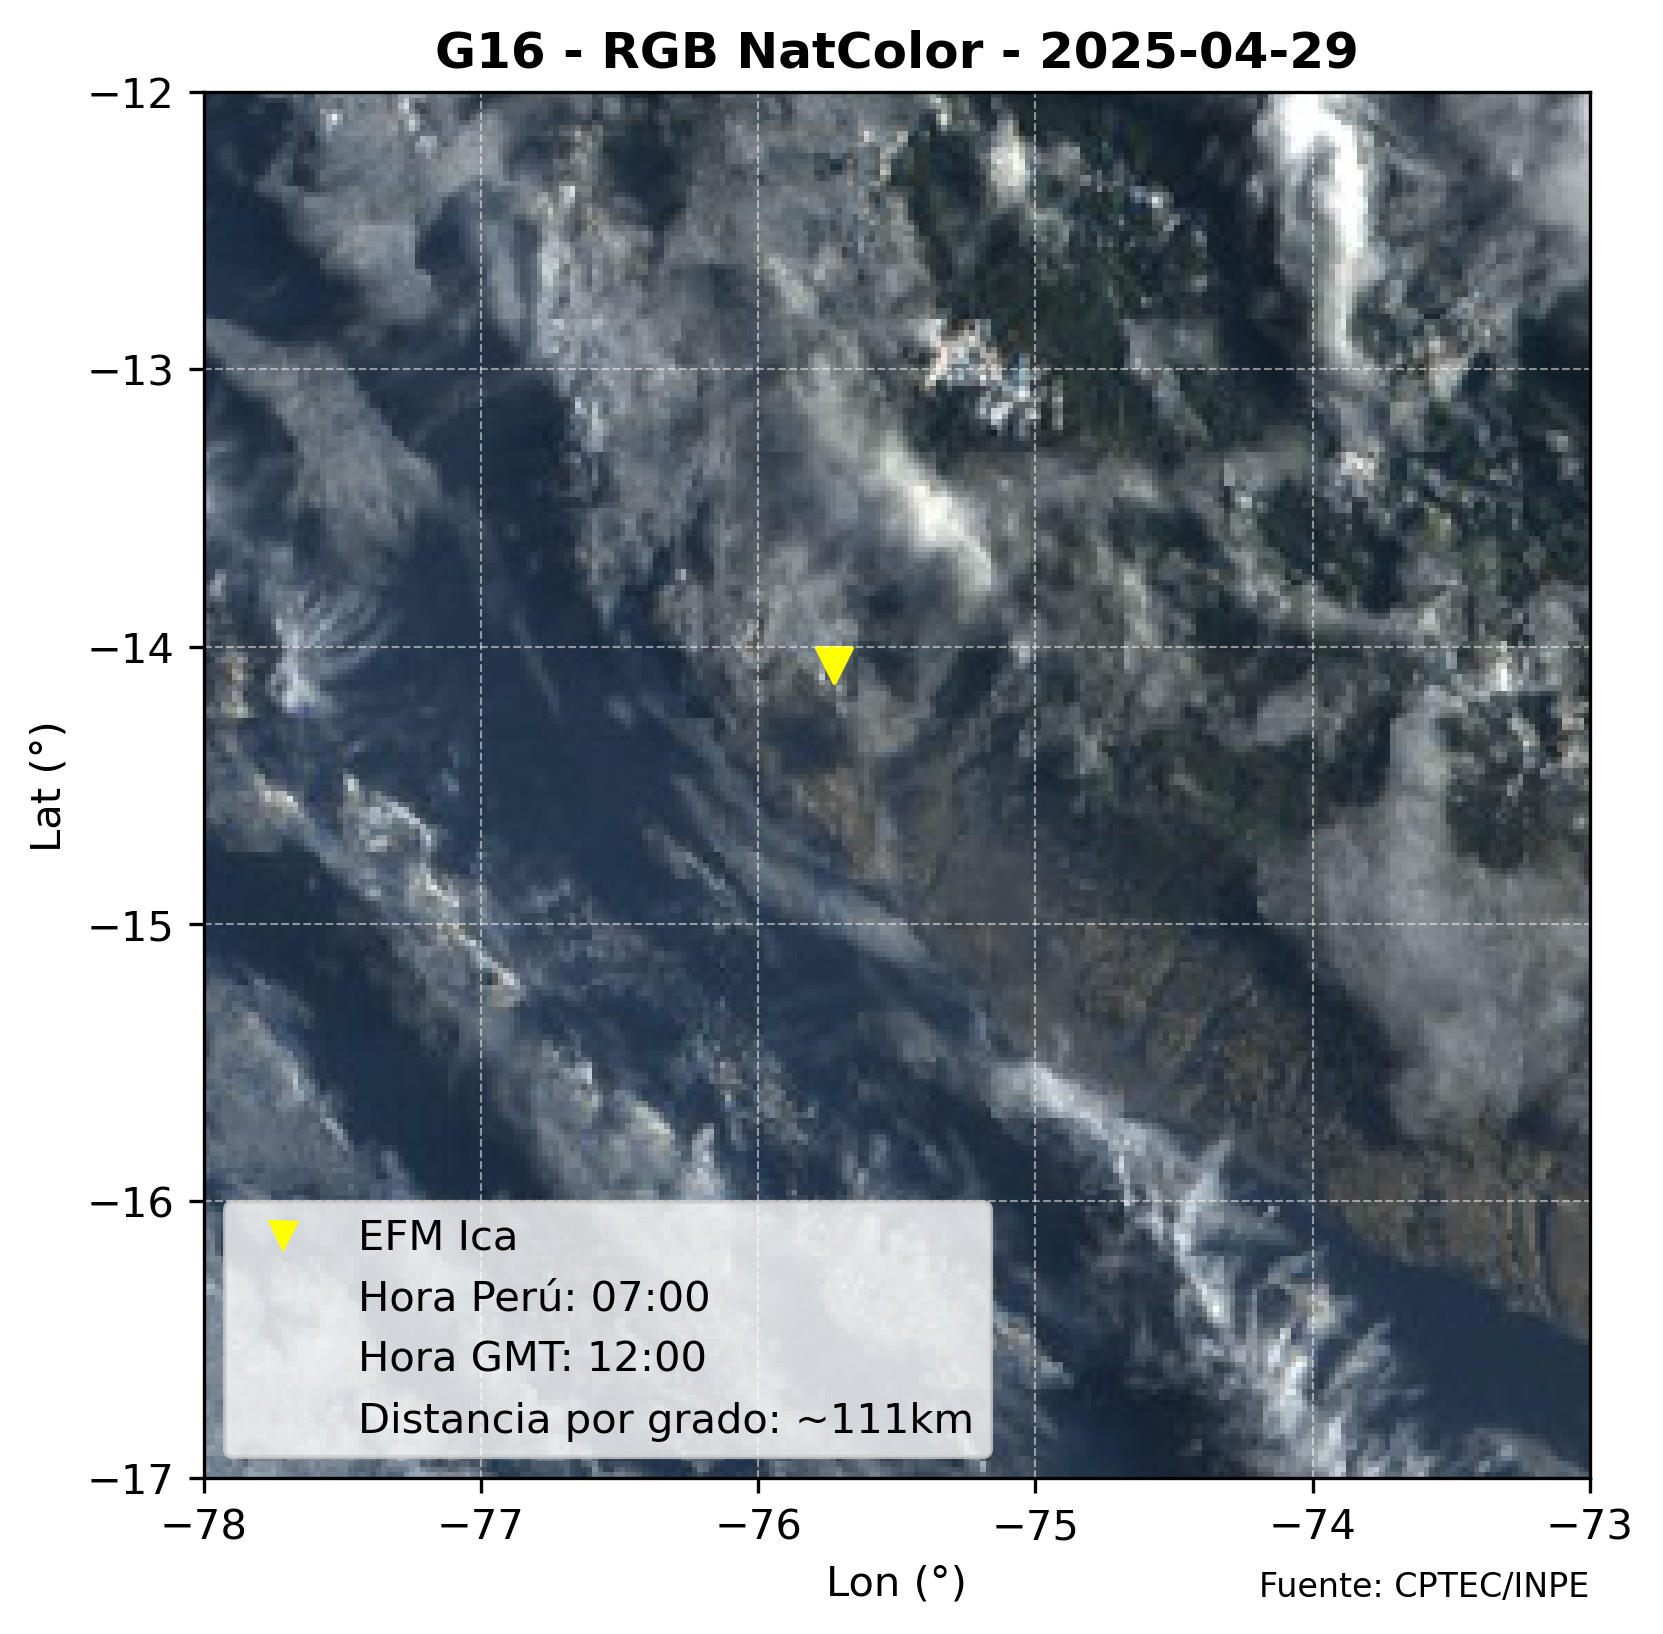 G16 - RGB NatColor - 2025-04-29
−12
−13
−14
−15
−16
−17
Lat (°)
EFM Ica
Hora Perú: 07:00
Hora GMT: 12:00
Distancia por grado: ~111km
−78 −77 −76 −75 −74 −73
Lon (°)
Fuente: CPTEC/INPE